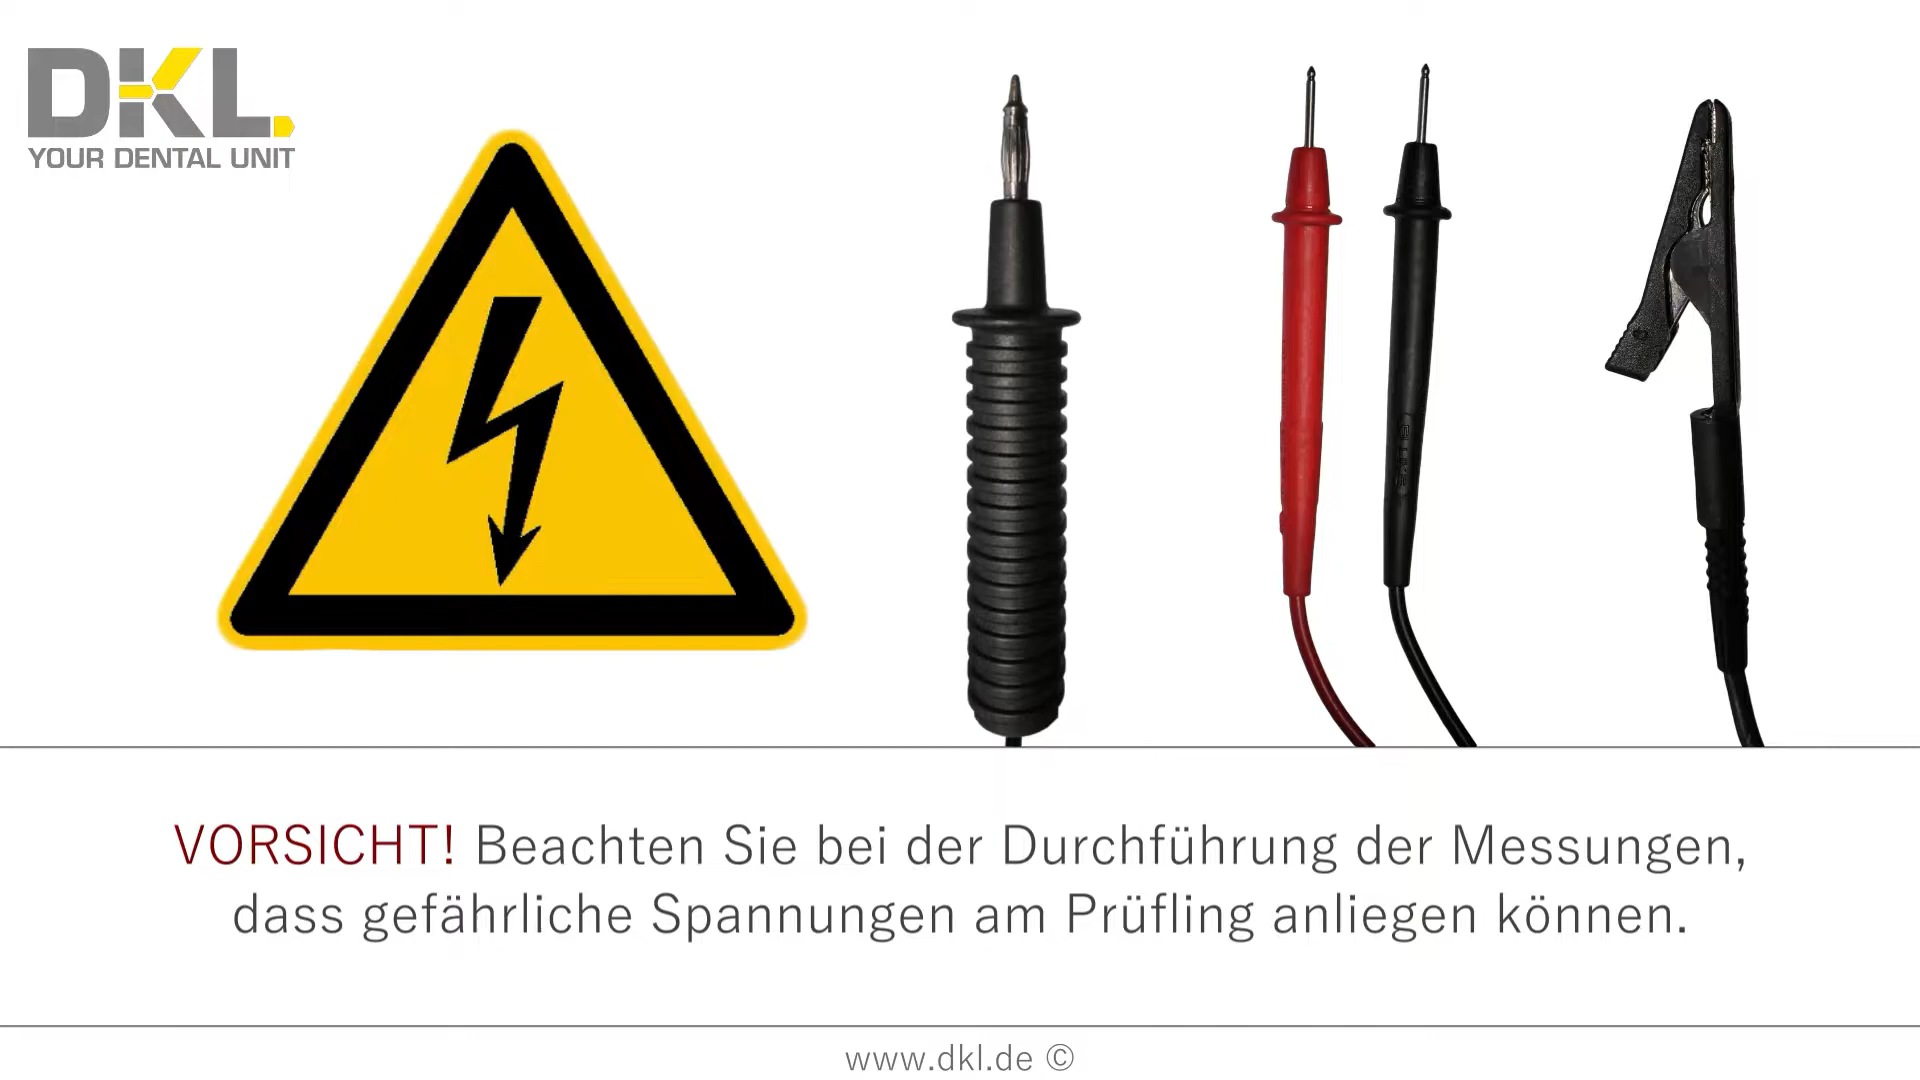 DKL
YOUR DENTAL UNIT
VORSICHT! Beachten Sie bei der Durchführung der Messungen,
dass gefährliche Spannungen am Prüfling anliegen können.
www.dkl.de ©